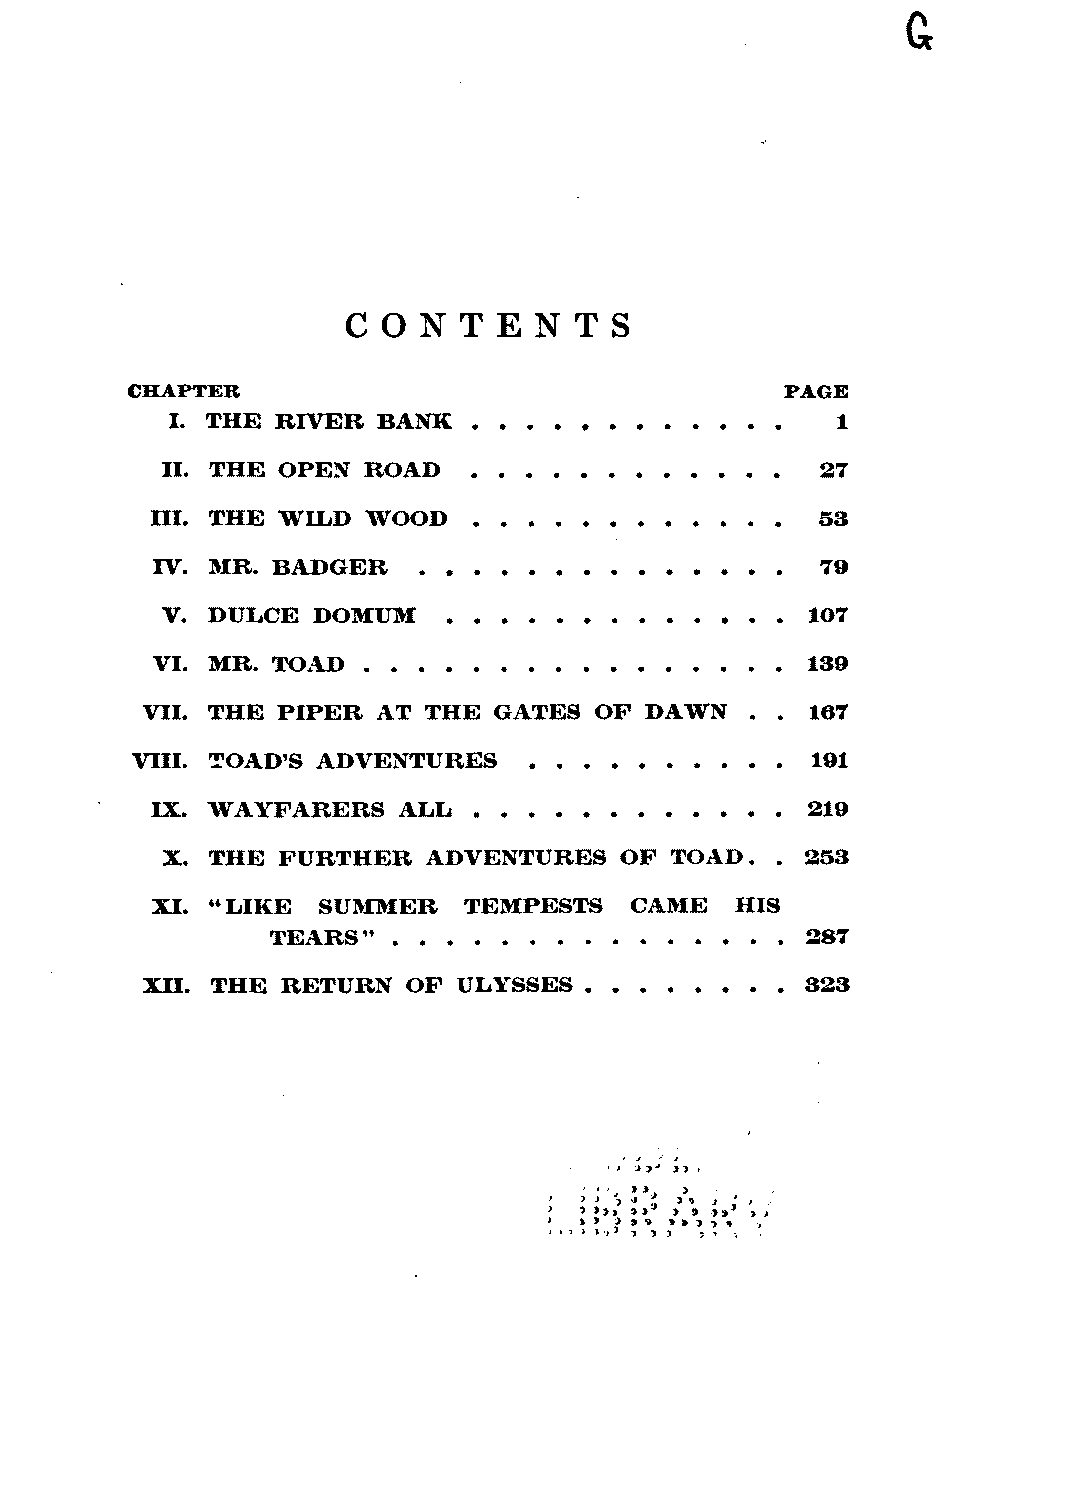 G
CONTENTS
CHAPTER PAGE
I. THE RIVER BANK . . . . . . . . . . . . 1
II. THE OPEN ROAD . . . . . . . . . . . . 27
III. THE WILD WOOD . . . . . . . . . . . . 53
IV. MR. BADGER . . . . . . . . . . . . . . 79
V. DULCE DOMUM . . . . . . . . . . . . . 107
VI. MR. TOAD . . . . . . . . . . . . . . . . 139
VII. THE PIPER AT THE GATES OF DAWN . . 167
VIII. TOAD'S ADVENTURES . . . . . . . . . . 191
IX. WAYFARERS ALL . . . . . . . . . . . . 219
X. THE FURTHER ADVENTURES OF TOAD. . 253
XI. "LIKE SUMMER TEMPESTS CAME HIS
TEARS" . . . . . . . . . . . . . . . 287
XII. THE RETURN OF ULYSSES . . . . . . . . 323
LIBRARY